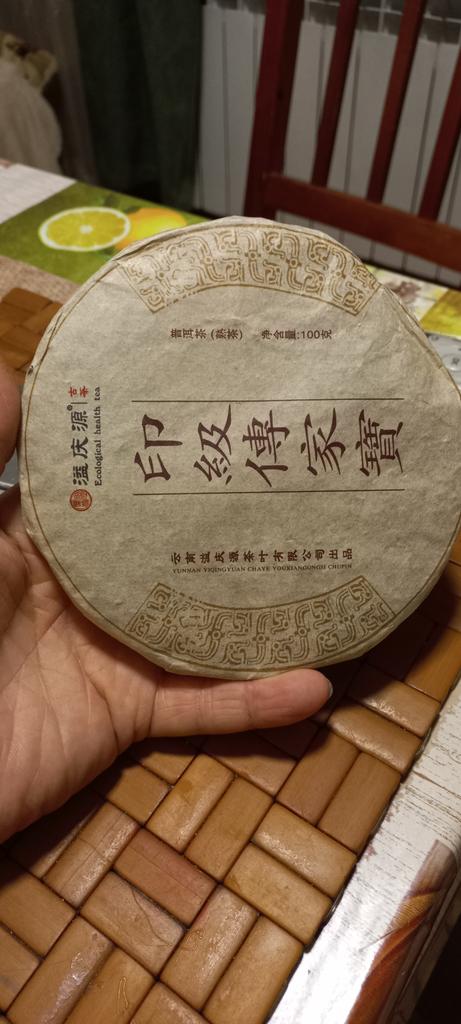 溢庆源® 古茶
Ecological health tea
普洱茶(熟茶) 净含量:100克
印級傳家寶
云南溢庆源茶叶有限公司出品
YUNNAN YIQINGYUAN CHAYE YOUXIANGONGSI CHUPIN